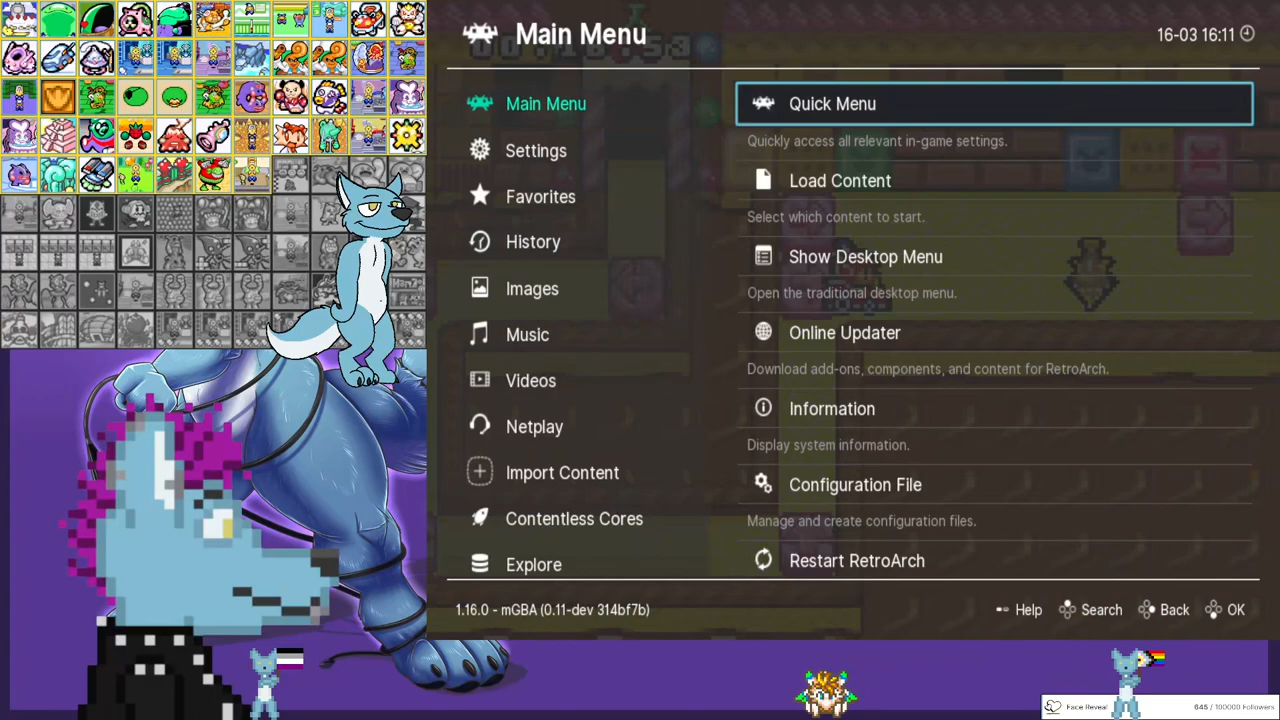 Main Menu
16-03 16:11
Main Menu
Settings
Favorites
History
Images
Music
Videos
Netplay
Import Content
Contentless Cores
Explore
Quick Menu
Quickly access all relevant in-game settings.
Load Content
Select which content to start.
Show Desktop Menu
Open the traditional desktop menu.
Online Updater
Download add-ons, components, and content for RetroArch.
Information
Display system information.
Configuration File
Manage and create configuration files.
Restart RetroArch
1.16.0 - mGBA (0.11-dev 314bf7b)
Help Search Back OK
Face Reveal 645 / 100000 Followers